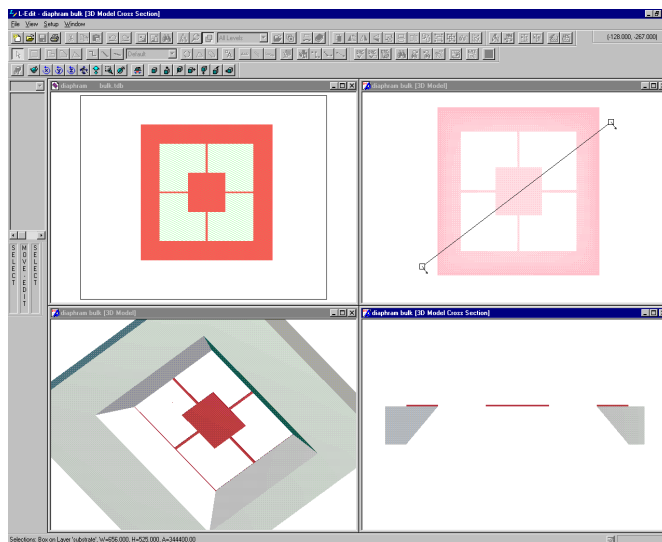 L-Edit - diaphram bulk [3D Model Cross Section]
File View Setup Window
All Levels
(-128.000, -267.000)
Default
diaphram bulk.tdb
diaphram bulk [3D Model]
SELECT
MOVE-EDIT
SELECT
diaphram bulk [3D Model]
diaphram bulk [3D Model Cross Section]
Selections: Box on Layer 'substrate', W=656.000, H=525.000, A=344400.00